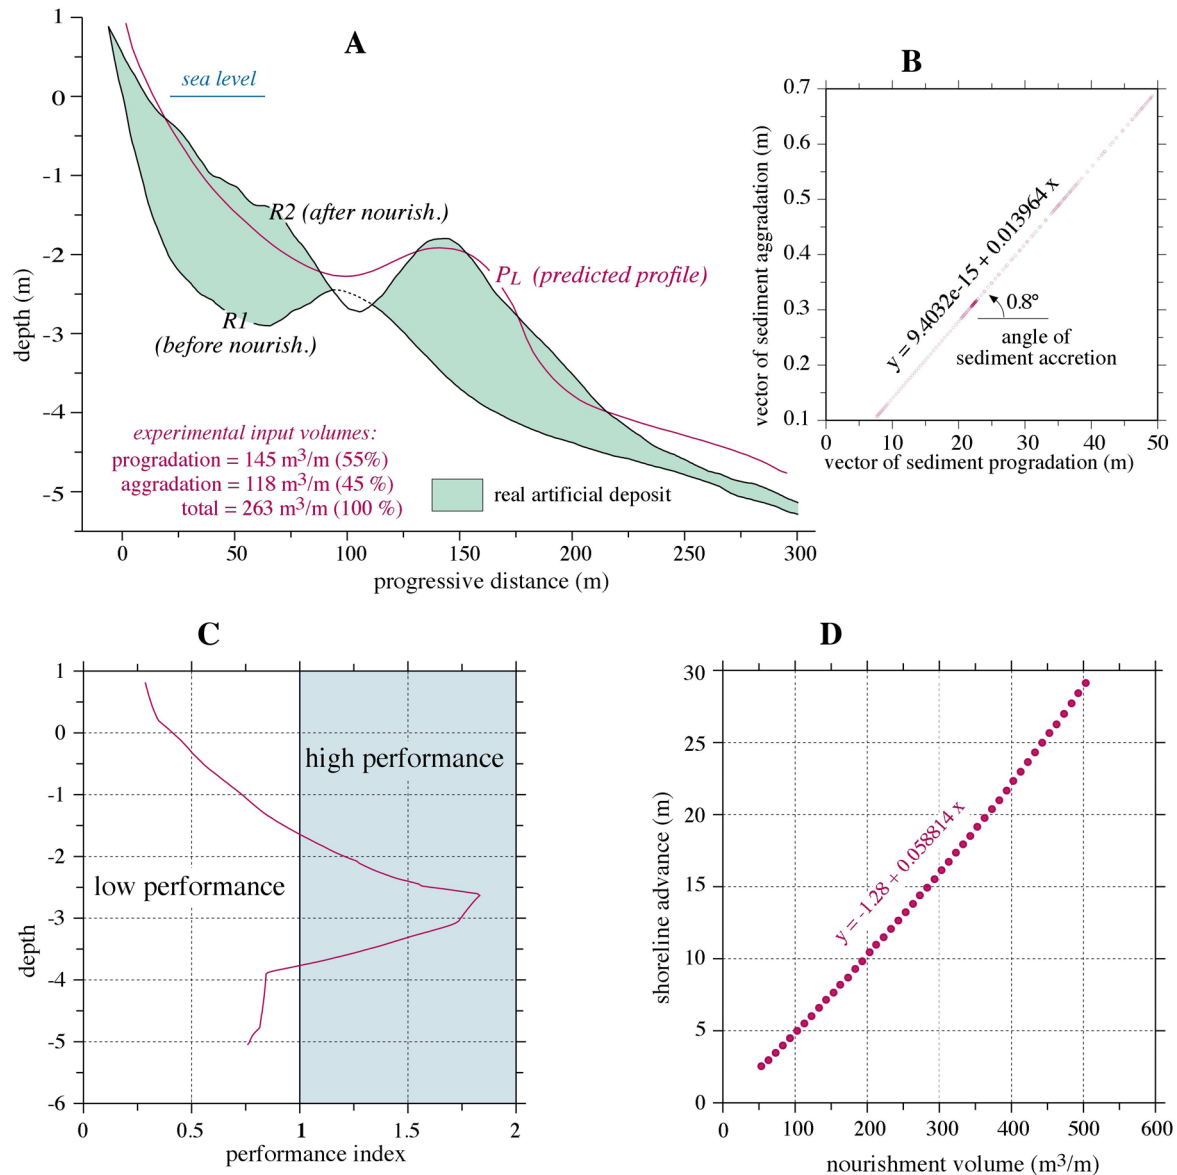 A
1
0
-1
-2
-3
-4
-5
depth (m)
sea level
R2 (after nourish.)
PL (predicted profile)
R1
(before nourish.)
experimental input volumes:
progradation = 145 m³/m (55%)
aggradation = 118 m³/m (45 %)
total = 263 m³/m (100 %)
real artificial deposit
0 50 100 150 200 250 300
progressive distance (m)
B
0.7
0.6
0.5
0.4
0.3
0.2
0.1
vector of sediment aggradation (m)
y = 9.4032e-15 + 0.013964 x
0.8°
angle of
sediment accretion
0 10 20 30 40 50
vector of sediment progradation (m)
C
1
0
-1
-2
-3
-4
-5
-6
depth
high performance
low performance
0 0.5 1 1.5 2
performance index
D
30
25
20
15
10
5
0
shoreline advance (m)
y = -1.28 + 0.058814 x
0 100 200 300 400 500 600
nourishment volume (m³/m)